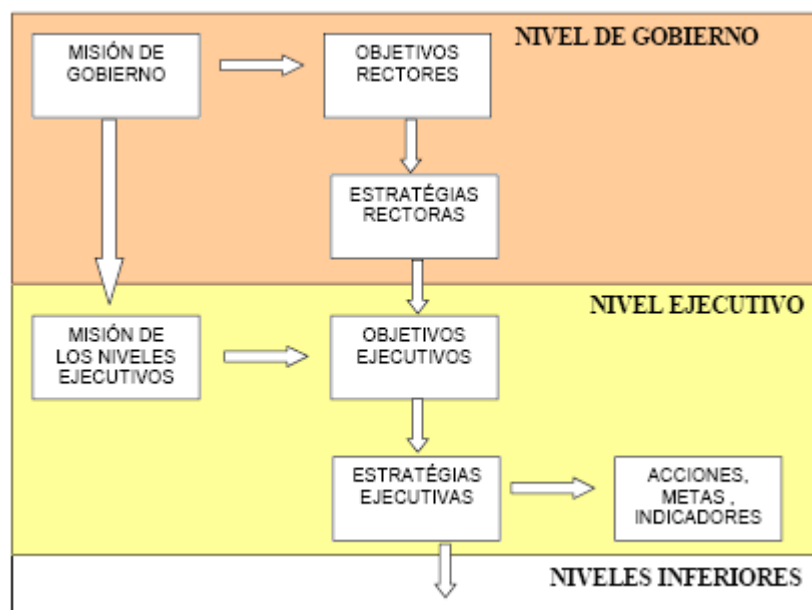 NIVEL DE GOBIERNO
MISIÓN DE
GOBIERNO
OBJETIVOS
RECTORES
ESTRATÉGIAS
RECTORAS
NIVEL EJECUTIVO
MISIÓN DE
LOS NIVELES
EJECUTIVOS
OBJETIVOS
EJECUTIVOS
ESTRATÉGIAS
EJECUTIVAS
ACCIONES,
METAS ,
INDICADORES
NIVELES INFERIORES